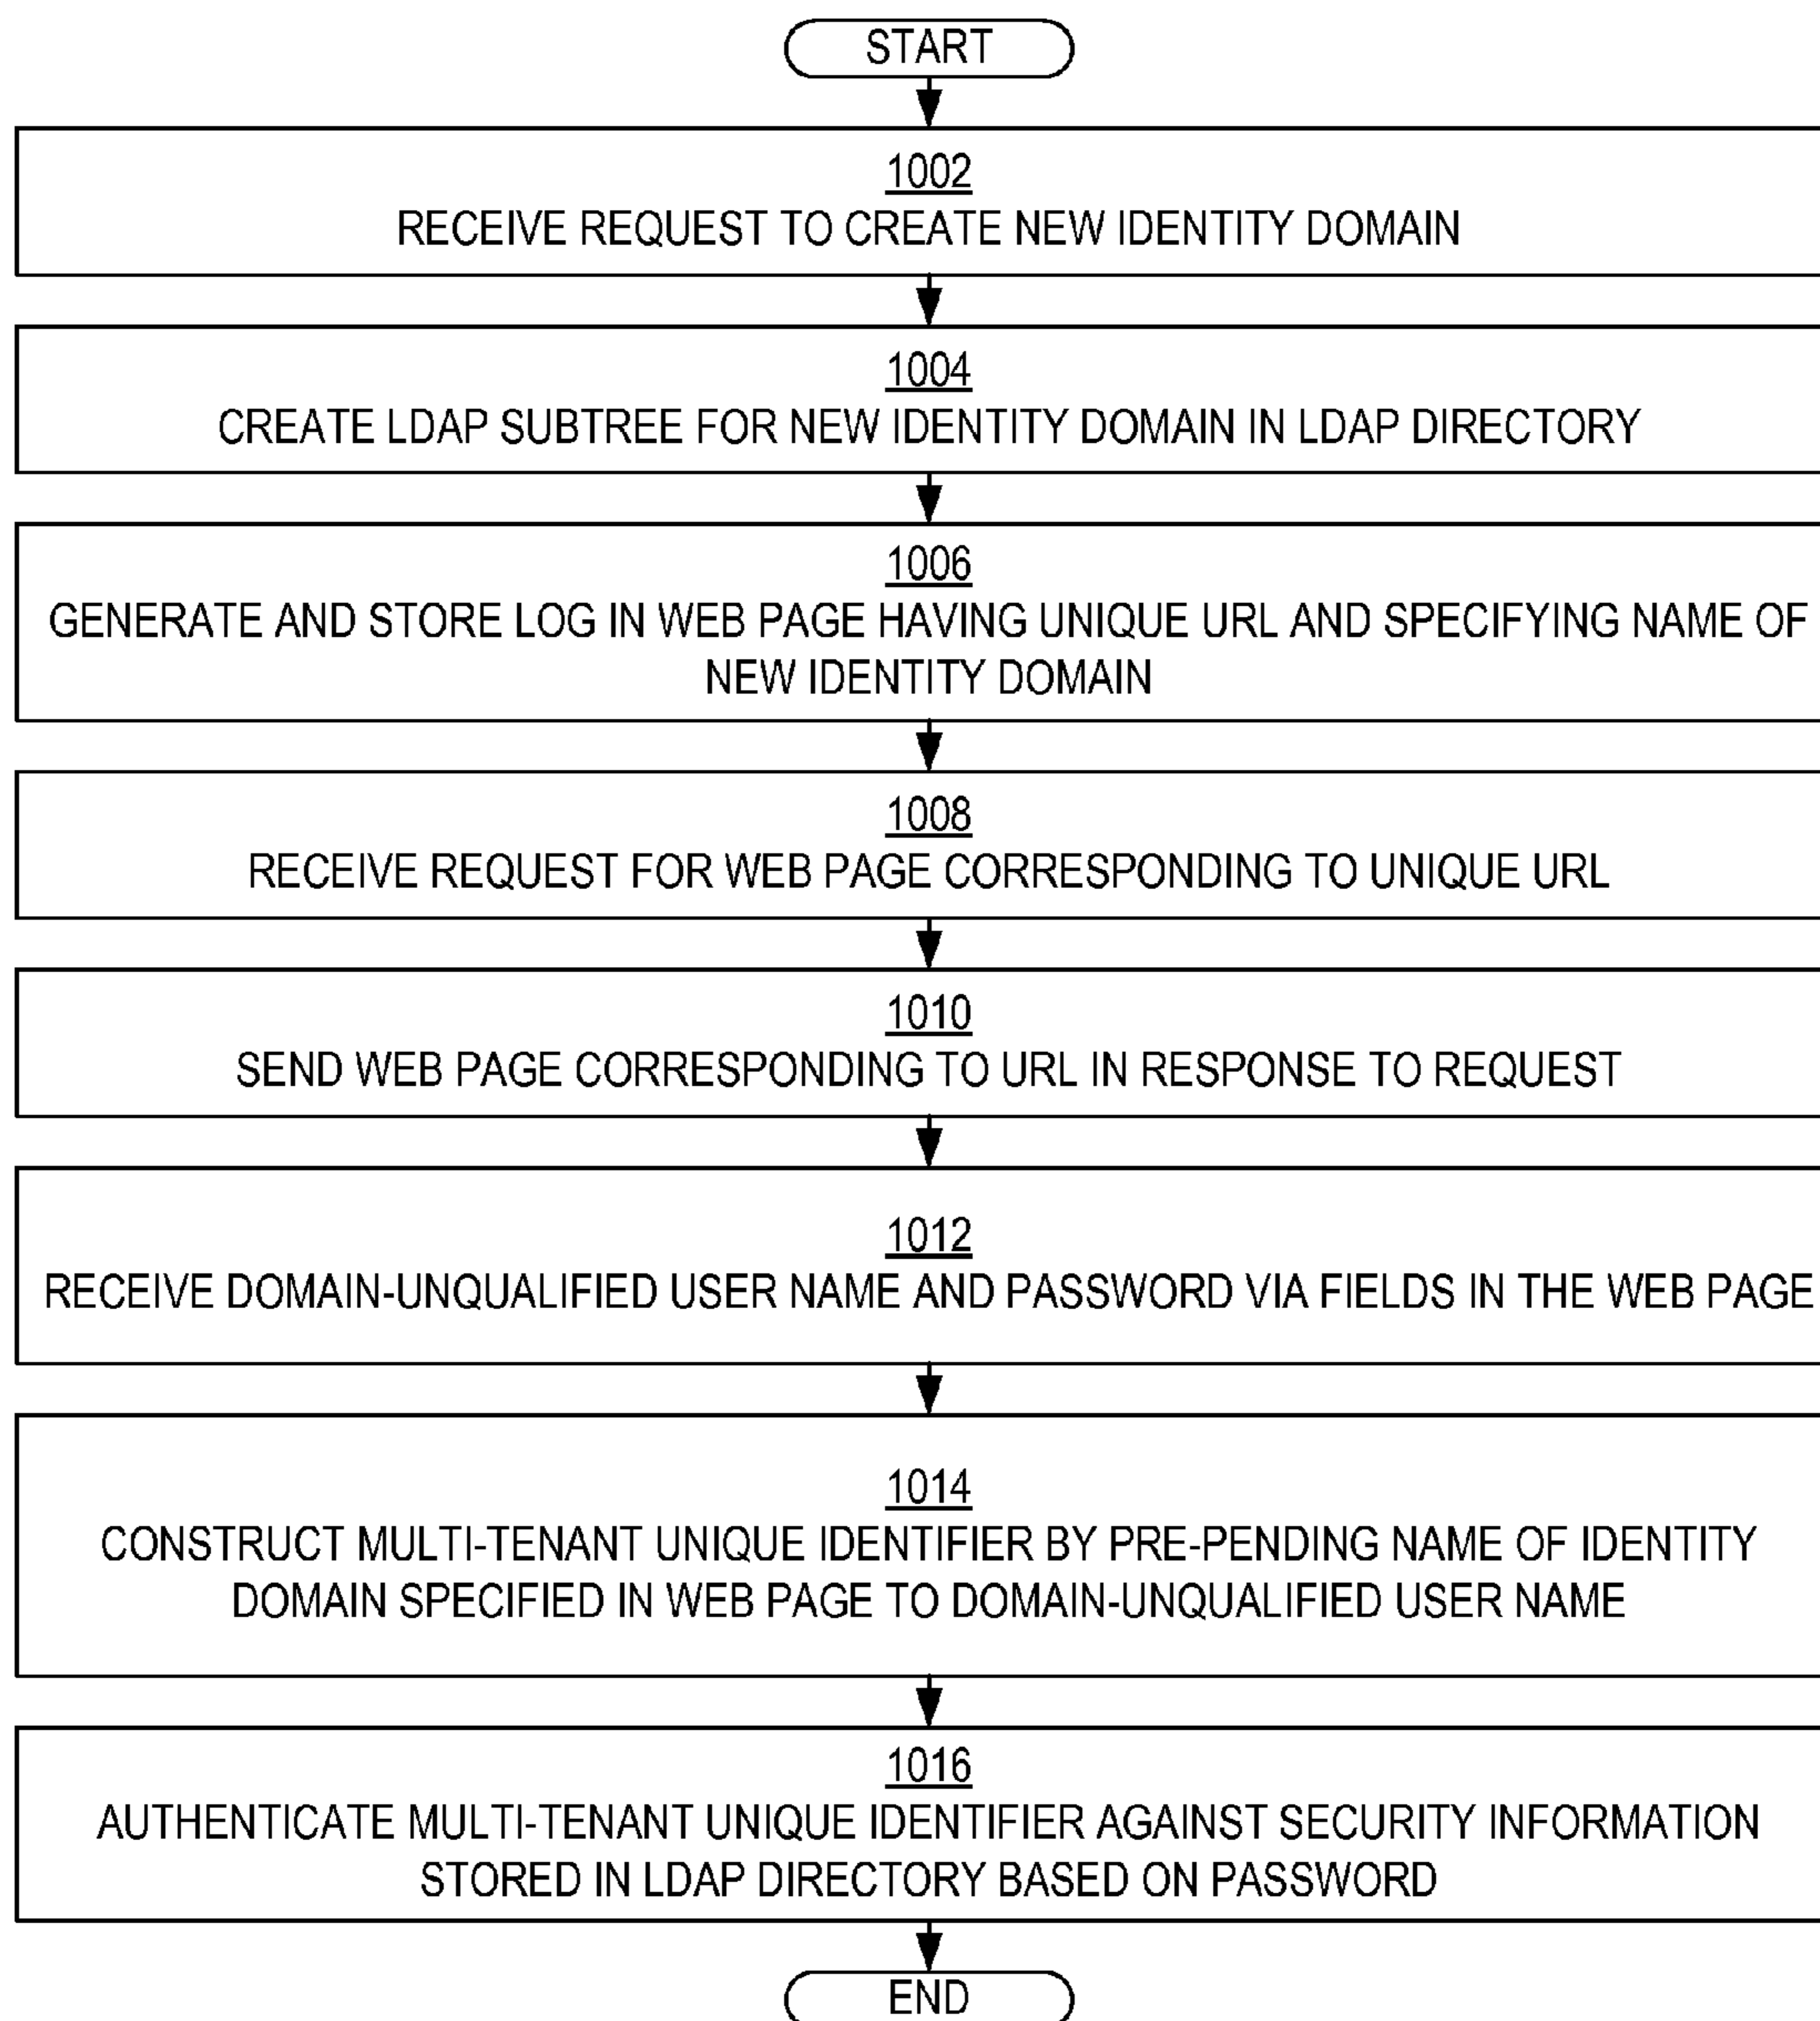 START
1002
RECEIVE REQUEST TO CREATE NEW IDENTITY DOMAIN
1004
CREATE LDAP SUBTREE FOR NEW IDENTITY DOMAIN IN LDAP DIRECTORY
1006
GENERATE AND STORE LOG IN WEB PAGE HAVING UNIQUE URL AND SPECIFYING NAME OF
NEW IDENTITY DOMAIN
1008
RECEIVE REQUEST FOR WEB PAGE CORRESPONDING TO UNIQUE URL
1010
SEND WEB PAGE CORRESPONDING TO URL IN RESPONSE TO REQUEST
1012
RECEIVE DOMAIN-UNQUALIFIED USER NAME AND PASSWORD VIA FIELDS IN THE WEB PAGE
1014
CONSTRUCT MULTI-TENANT UNIQUE IDENTIFIER BY PRE-PENDING NAME OF IDENTITY
DOMAIN SPECIFIED IN WEB PAGE TO DOMAIN-UNQUALIFIED USER NAME
1016
AUTHENTICATE MULTI-TENANT UNIQUE IDENTIFIER AGAINST SECURITY INFORMATION
STORED IN LDAP DIRECTORY BASED ON PASSWORD
END